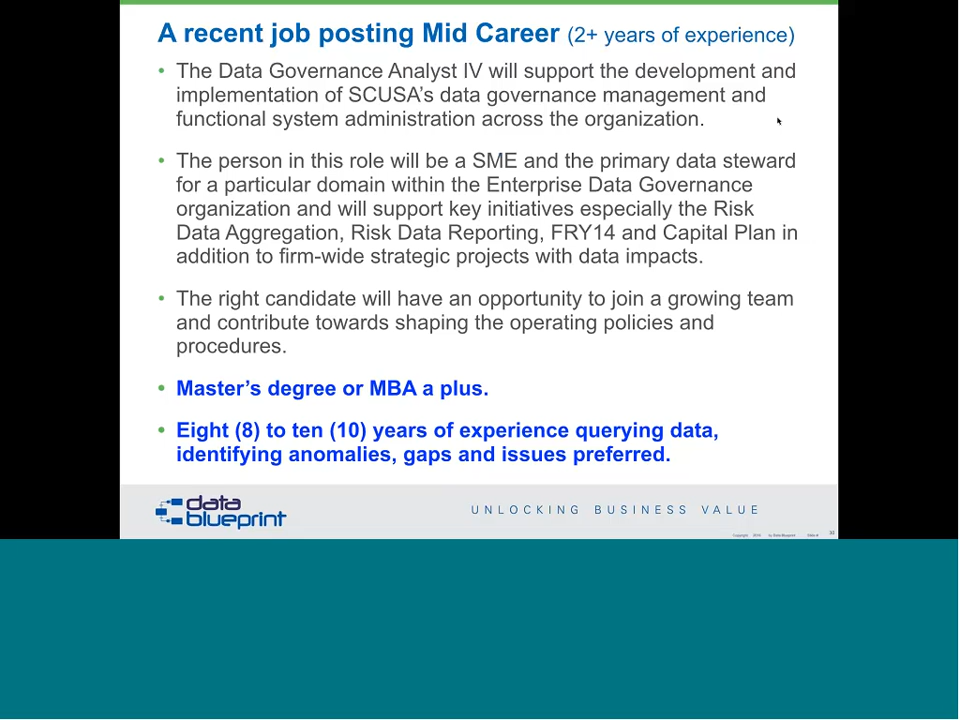 A recent job posting Mid Career (2+ years of experience)
• The Data Governance Analyst IV will support the development and
implementation of SCUSA’s data governance management and
functional system administration across the organization.
• The person in this role will be a SME and the primary data steward
for a particular domain within the Enterprise Data Governance
organization and will support key initiatives especially the Risk
Data Aggregation, Risk Data Reporting, FRY14 and Capital Plan in
addition to firm-wide strategic projects with data impacts.
• The right candidate will have an opportunity to join a growing team
and contribute towards shaping the operating policies and
procedures.
• Master’s degree or MBA a plus.
• Eight (8) to ten (10) years of experience querying data,
identifying anomalies, gaps and issues preferred.
data
blueprint
UNLOCKING BUSINESS VALUE
Copyright by Data Blueprint